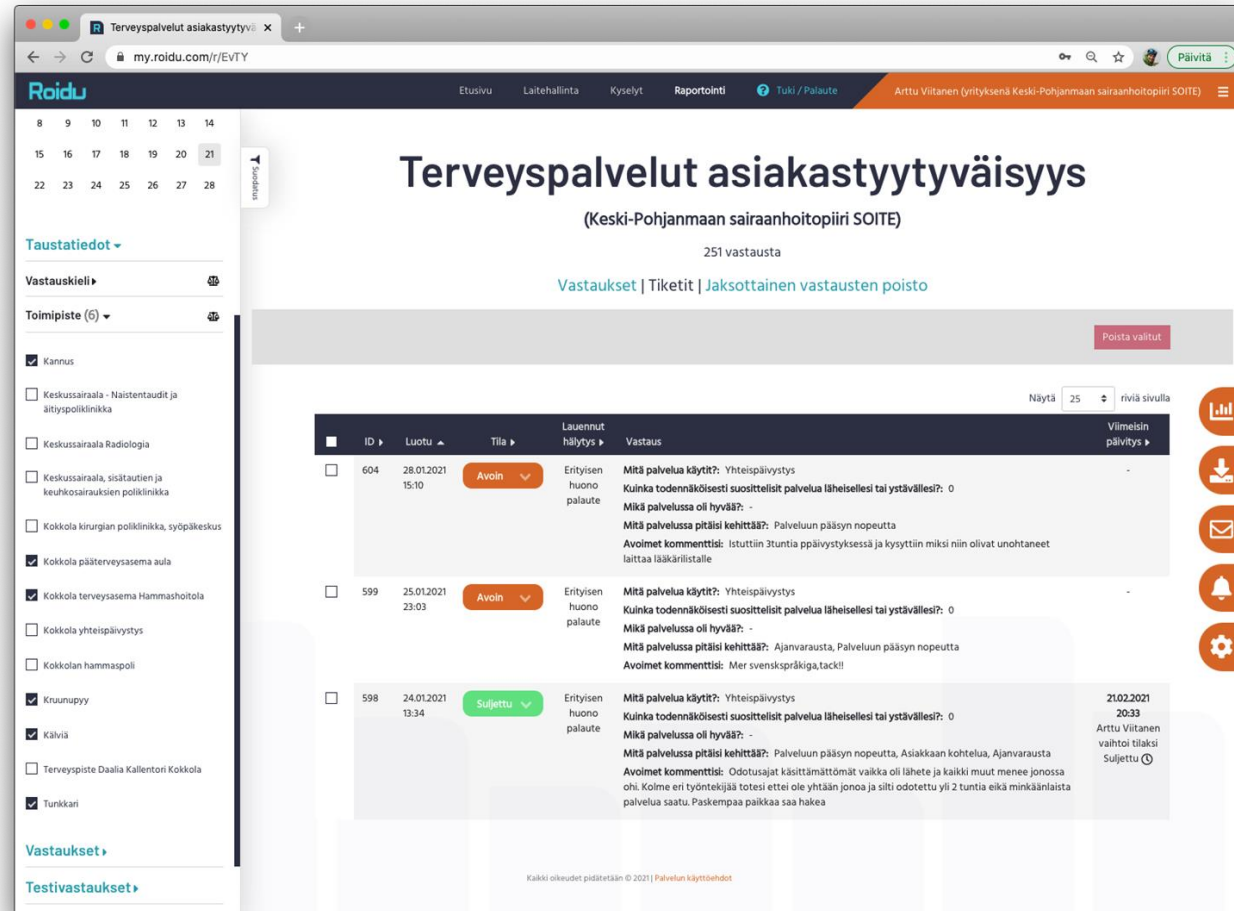 Terveyspalvelut asiakastyytyvä
my.roidu.com/r/EvTY
Päivitä
Roidu
Etusivu Laitehallinta Kyselyt Raportointi Tuki / Palaute Arttu Viitanen (yrityksenä Keski-Pohjanmaan sairaanhoitopiiri SOITE)
8 9 10 11 12 13 14
15 16 17 18 19 20 21
22 23 24 25 26 27 28
Suodatus
Taustatiedot
Vastauskieli
Toimipiste (6)
Kannus
Keskussairaala - Naistentaudit ja
äitiyspoliklinikka
Keskussairaala Radiologia
Keskussairaala, sisätautien ja
keuhkosairauksien poliklinikka
Kokkola kirurgian poliklinikka, syöpäkeskus
Kokkola pääterveysasema aula
Kokkola terveysasema Hammashoitola
Kokkola yhteispäivystys
Kokkolan hammaspoli
Kruunupyy
Kälviä
Terveyspiste Daalia Kallentori Kokkola
Tunkkari
Vastaukset
Testivastaukset
Terveyspalvelut asiakastyytyväisyys
(Keski-Pohjanmaan sairaanhoitopiiri SOITE)
251 vastausta
Vastaukset | Tiketit | Jaksottainen vastausten poisto
Poista valitut
Näytä 25 riviä sivulla
ID Luotu Tila Lauennut hälytys Vastaus Viimeisin päivitys
604 28.01.2021 15:10 Avoin Erityisen huono palaute
Mitä palvelua käytit?: Yhteispäivystys
Kuinka todennäköisesti suosittelisit palvelua läheisellesi tai ystävällesi?: 0
Mikä palvelussa oli hyvää?: -
Mitä palvelussa pitäisi kehittää?: Palveluun pääsyn nopeutta
Avoimet kommenttisi: Istuttiin 3tuntia ppäivystyksessä ja kysyttiin miksi niin olivat unohtaneet
laittaa lääkärilistalle
-
599 25.01.2021 23:03 Avoin Erityisen huono palaute
Mitä palvelua käytit?: Yhteispäivystys
Kuinka todennäköisesti suosittelisit palvelua läheisellesi tai ystävällesi?: 0
Mikä palvelussa oli hyvää?: -
Mitä palvelussa pitäisi kehittää?: Ajanvarausta, Palveluun pääsyn nopeutta
Avoimet kommenttisi: Mer svenskspråkiga,tack!!
-
598 24.01.2021 13:34 Suljettu Erityisen huono palaute
Mitä palvelua käytit?: Yhteispäivystys
Kuinka todennäköisesti suosittelisit palvelua läheisellesi tai ystävällesi?: 0
Mikä palvelussa oli hyvää?: -
Mitä palvelussa pitäisi kehittää?: Palveluun pääsyn nopeutta, Asiakkaan kohtelua, Ajanvarausta
Avoimet kommenttisi: Odotusajat käsittämättömät vaikka oli lähete ja kaikki muut menee jonossa
ohi. Kolme eri työntekijää totesi ettei ole yhtään jonoa ja silti odotettu yli 2 tuntia eikä minkäänlaista
palvelua saatu. Paskempaa paikkaa saa hakea
21.02.2021
20:33
Arttu Viitanen
vaihtoi tilaksi
Suljettu
Kaikki oikeudet pidätetään © 2021 | Palvelun käyttöehdot